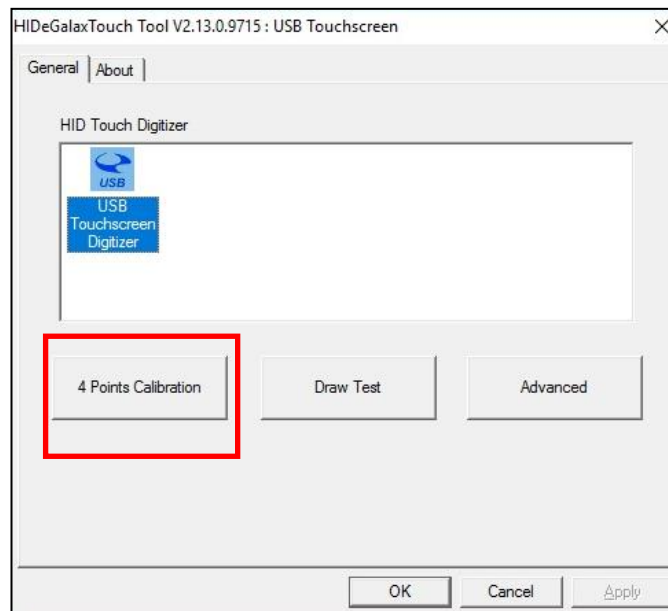 HIDeGalaxTouch Tool V2.13.0.9715 : USB Touchscreen
General
About
HID Touch Digitizer
USB
USB
Touchscreen
Digitizer
4 Points Calibration
Draw Test
Advanced
OK
Cancel
Apply